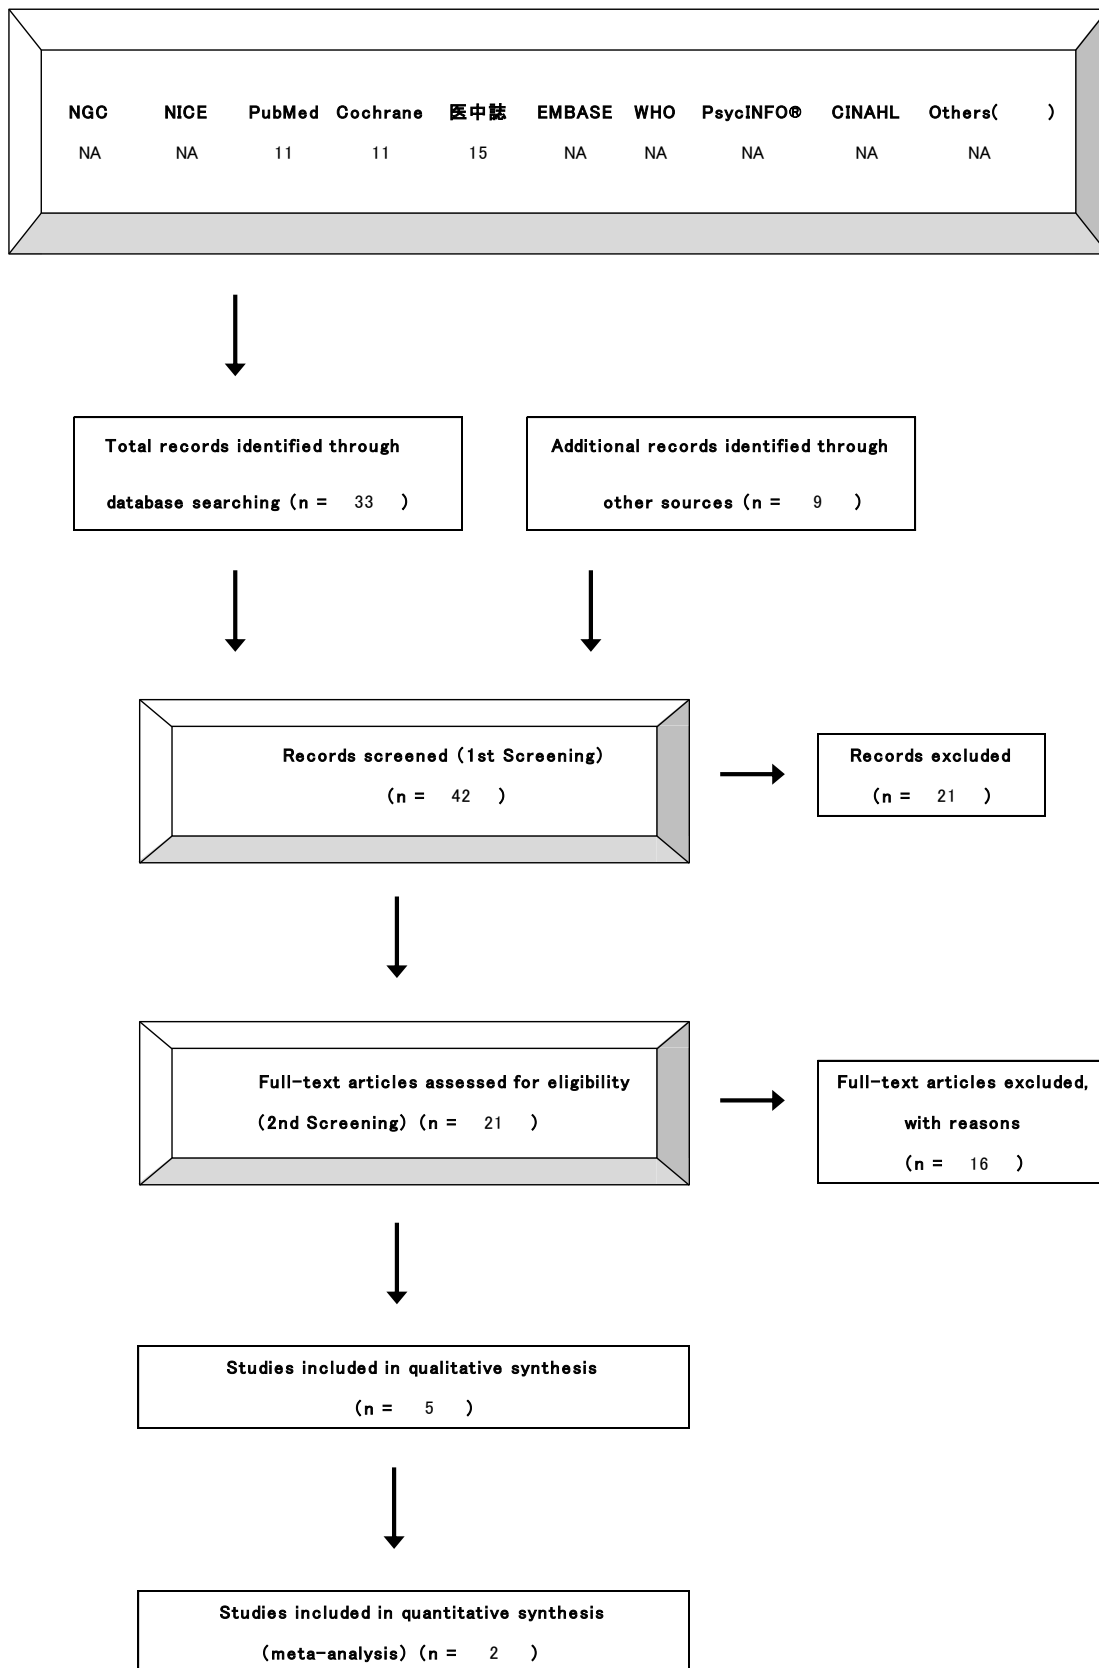 NGC NICE PubMed Cochrane 医中誌 EMBASE WHO PsycINFO® CINAHL Others( )
NA NA 11 11 15 NA NA NA NA NA
Total records identified through
database searching (n = 33 )
Additional records identified through
other sources (n = 9 )
Records screened (1st Screening)
(n = 42 )
Records excluded
(n = 21 )
Full-text articles assessed for eligibility
(2nd Screening) (n = 21 )
Full-text articles excluded,
with reasons
(n = 16 )
Studies included in qualitative synthesis
(n = 5 )
Studies included in quantitative synthesis
(meta-analysis) (n = 2 )